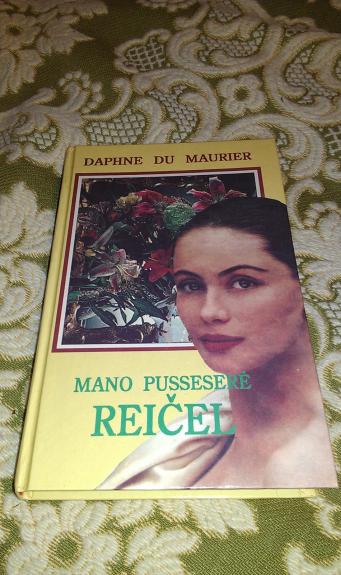 DAPHNE DU MAURIER
MANO PUSSESERĖ
REIČEL